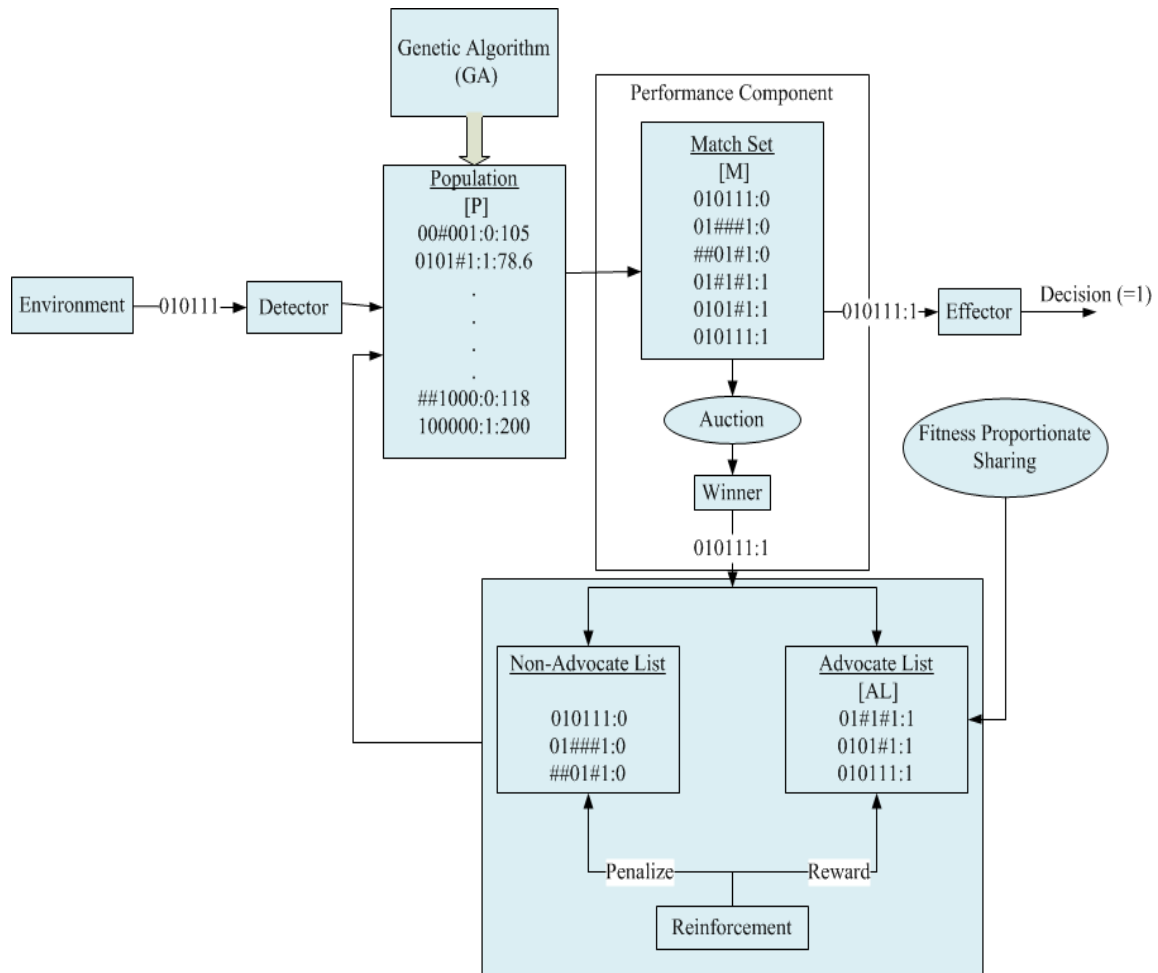 Genetic Algorithm
(GA)
Performance Component
Match Set
[M]
010111:0
01###1:0
##01#1:0
01#1#1:1
0101#1:1
010111:1
Population
[P]
00#001:0:105
0101#1:1:78.6
.
.
.
.
##1000:0:118
100000:1:200
Environment
010111
Detector
010111:1
Effector
Decision (=1)
Auction
Winner
010111:1
Fitness Proportionate
Sharing
Non-Advocate List
010111:0
01###1:0
##01#1:0
Advocate List
[AL]
01#1#1:1
0101#1:1
010111:1
Penalize
Reward
Reinforcement